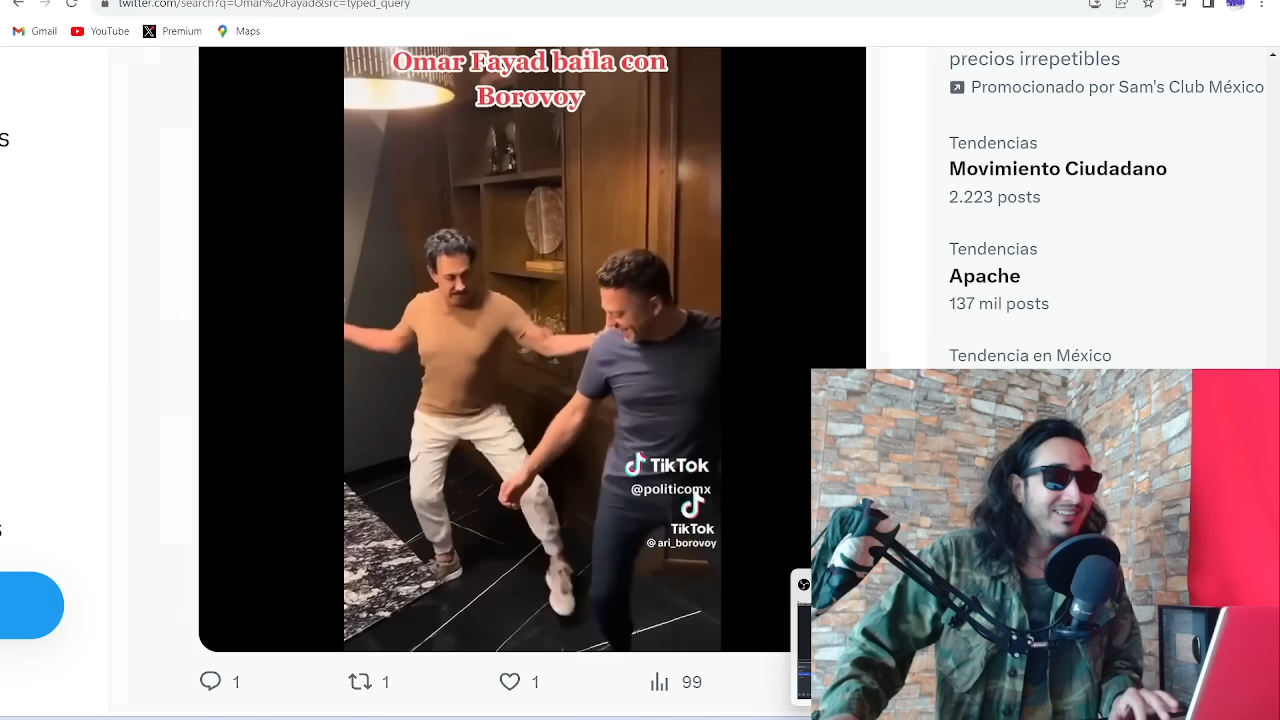 twitter.com/search?q=Omar%20Fayad&src=typed_query
Gmail
YouTube
Premium
Maps
Omar Fayad baila con
Borovoy
TikTok
@politicomx
TikTok
@ari_borovoy
1
1
1
99
precios irrepetibles
Promocionado por Sam's Club México
Tendencias
Movimiento Ciudadano
2.223 posts
Tendencias
Apache
137 mil posts
Tendencia en México
s
s